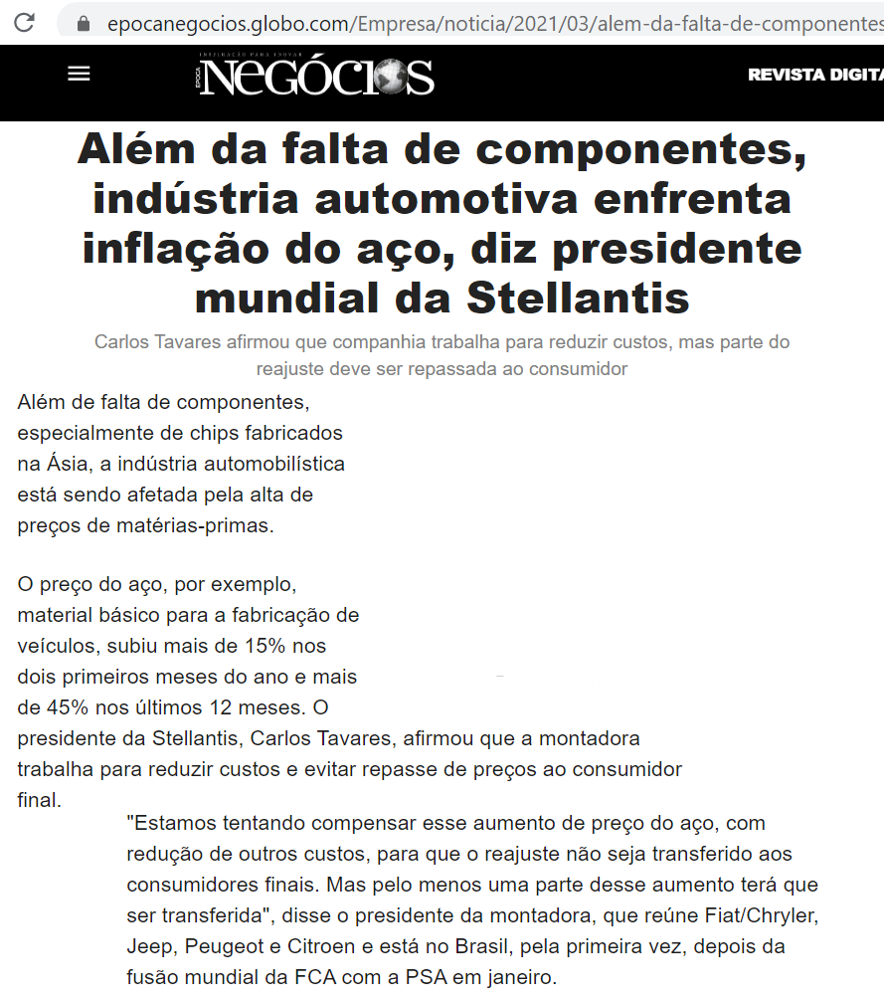 epocanegocios.globo.com/Empresa/noticia/2021/03/alem-da-falta-de-componentes
INSPIRAÇÃO PARA INOVAR
ÉPOCA
NEGÓCIOS
REVISTA DIGITA
Além da falta de componentes,
indústria automotiva enfrenta
inflação do aço, diz presidente
mundial da Stellantis
Carlos Tavares afirmou que companhia trabalha para reduzir custos, mas parte do
reajuste deve ser repassada ao consumidor
Além de falta de componentes,
especialmente de chips fabricados
na Ásia, a indústria automobilística
está sendo afetada pela alta de
preços de matérias-primas.
O preço do aço, por exemplo,
material básico para a fabricação de
veículos, subiu mais de 15% nos
dois primeiros meses do ano e mais
de 45% nos últimos 12 meses. O
presidente da Stellantis, Carlos Tavares, afirmou que a montadora
trabalha para reduzir custos e evitar repasse de preços ao consumidor
final.
"Estamos tentando compensar esse aumento de preço do aço, com
redução de outros custos, para que o reajuste não seja transferido aos
consumidores finais. Mas pelo menos uma parte desse aumento terá que
ser transferida", disse o presidente da montadora, que reúne Fiat/Chryler,
Jeep, Peugeot e Citroen e está no Brasil, pela primeira vez, depois da
fusão mundial da FCA com a PSA em janeiro.